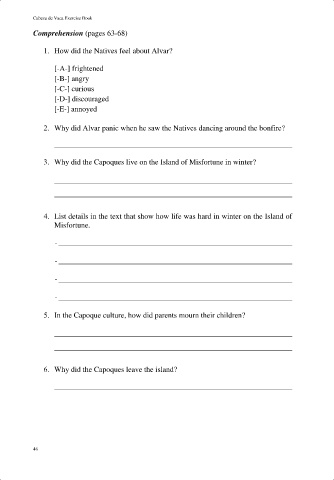 Cabeza de Vaca Exercise Book
Comprehension (pages 63-68)
1. How did the Natives feel about Alvar?
[-A-] frightened
[-B-] angry
[-C-] curious
[-D-] discouraged
[-E-] annoyed
2. Why did Alvar panic when he saw the Natives dancing around the bonfire?
3. Why did the Capoques live on the Island of Misfortune in winter?
4. List details in the text that show how life was hard in winter on the Island of
Misfortune.
-
-
-
-
5. In the Capoque culture, how did parents mourn their children?
6. Why did the Capoques leave the island?
44